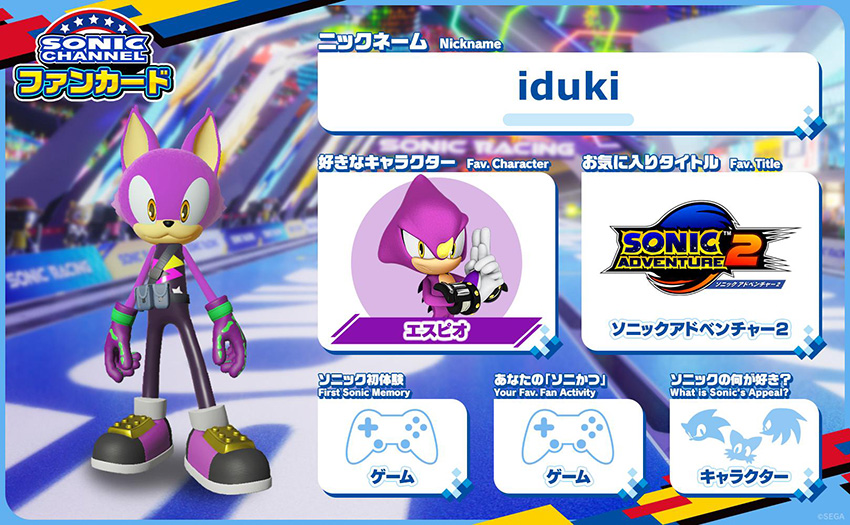 SONIC
CHANNEL
ファンカード
ニックネーム Nickname
iduki
SONIC RACING
好きなキャラクター Fav. Character
お気に入りタイトル Fav. Title
エスピオ
SONIC
ADVENTURE 2
TM
ソニックアドベンチャー2
ソニックアドベンチャー2
SONIC RACING
ソニック初体験
First Sonic Memory
あなたの「ソニかつ」
Your Fav. Fan Activity
ソニックの何が好き?
What is Sonic's Appeal?
ゲーム
ゲーム
キャラクター
©SEGA